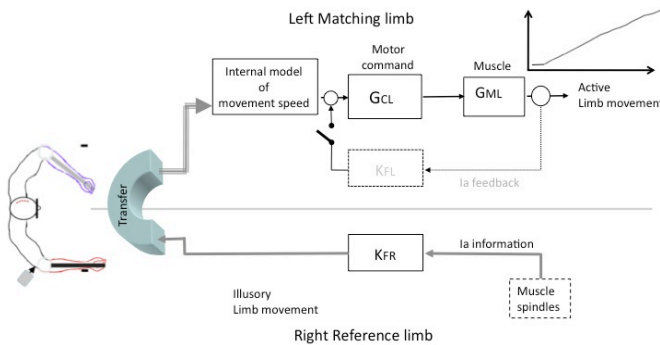 Left Matching limb
Motor
command
Muscle
Internal model
of
movement speed
GCL
GML
Active
Limb movement
KFL
Ia feedback
Transfer
Ia information
KFR
Illusory
Limb movement
Muscle
spindles
Right Reference limb